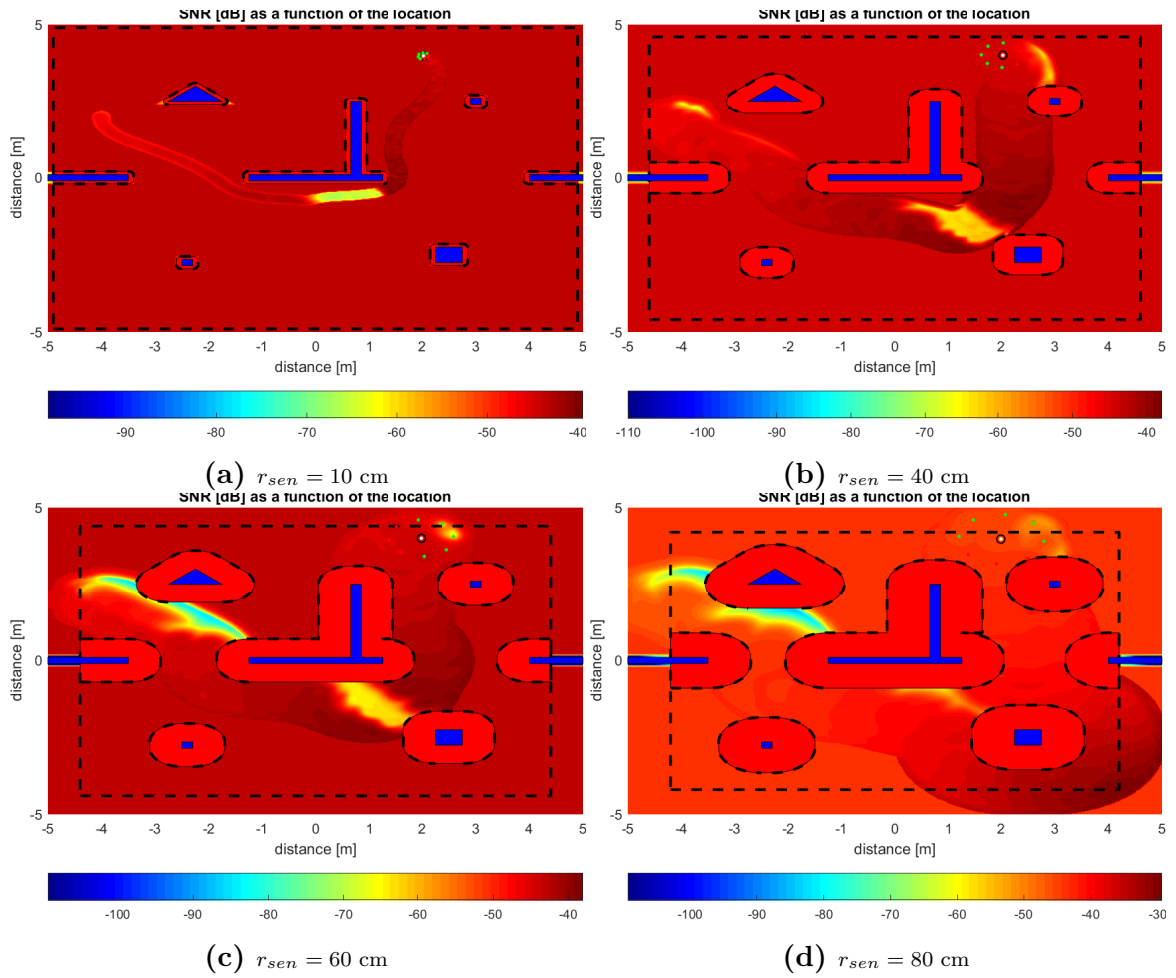 SNR [dB] as a function of the location
SNR [dB] as a function of the location
5
0
-5
distance [m]
-5 -4 -3 -2 -1 0 1 2 3 4 5
distance [m]
-90 -80 -70 -60 -50 -40
(a) r_sen = 10 cm
5
0
-5
distance [m]
-5 -4 -3 -2 -1 0 1 2 3 4 5
distance [m]
-110 -100 -90 -80 -70 -60 -50 -40
(b) r_sen = 40 cm
SNR [dB] as a function of the location
SNR [dB] as a function of the location
5
0
-5
distance [m]
-5 -4 -3 -2 -1 0 1 2 3 4 5
distance [m]
-100 -90 -80 -70 -60 -50 -40
(c) r_sen = 60 cm
5
0
-5
distance [m]
-5 -4 -3 -2 -1 0 1 2 3 4 5
distance [m]
-100 -90 -80 -70 -60 -50 -40 -30
(d) r_sen = 80 cm